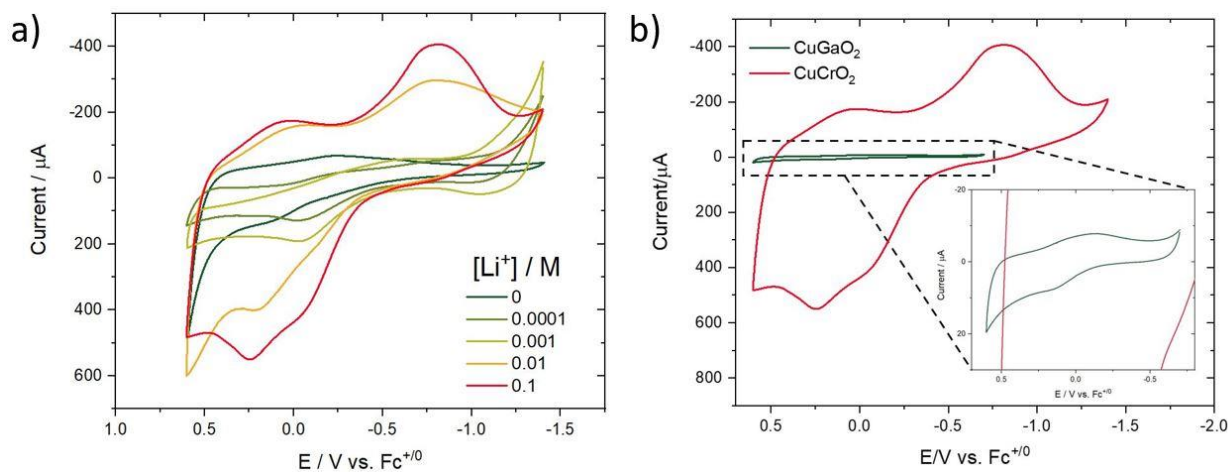 a)
-400
-200
0
200
400
600
Current / μA
[Li+] / M
0
0.0001
0.001
0.01
0.1
1.0 0.5 0.0 -0.5 -1.0 -1.5
E / V vs. Fc+/0
b)
CuGaO2
CuCrO2
-400
-200
0
200
400
600
800
Current/μA
-20
0
20
Current / μA
0.5 0.0 -0.5
E / V vs. Fc+/0
0.5 0.0 -0.5 -1.0 -1.5 -2.0
E/V vs. Fc+/0